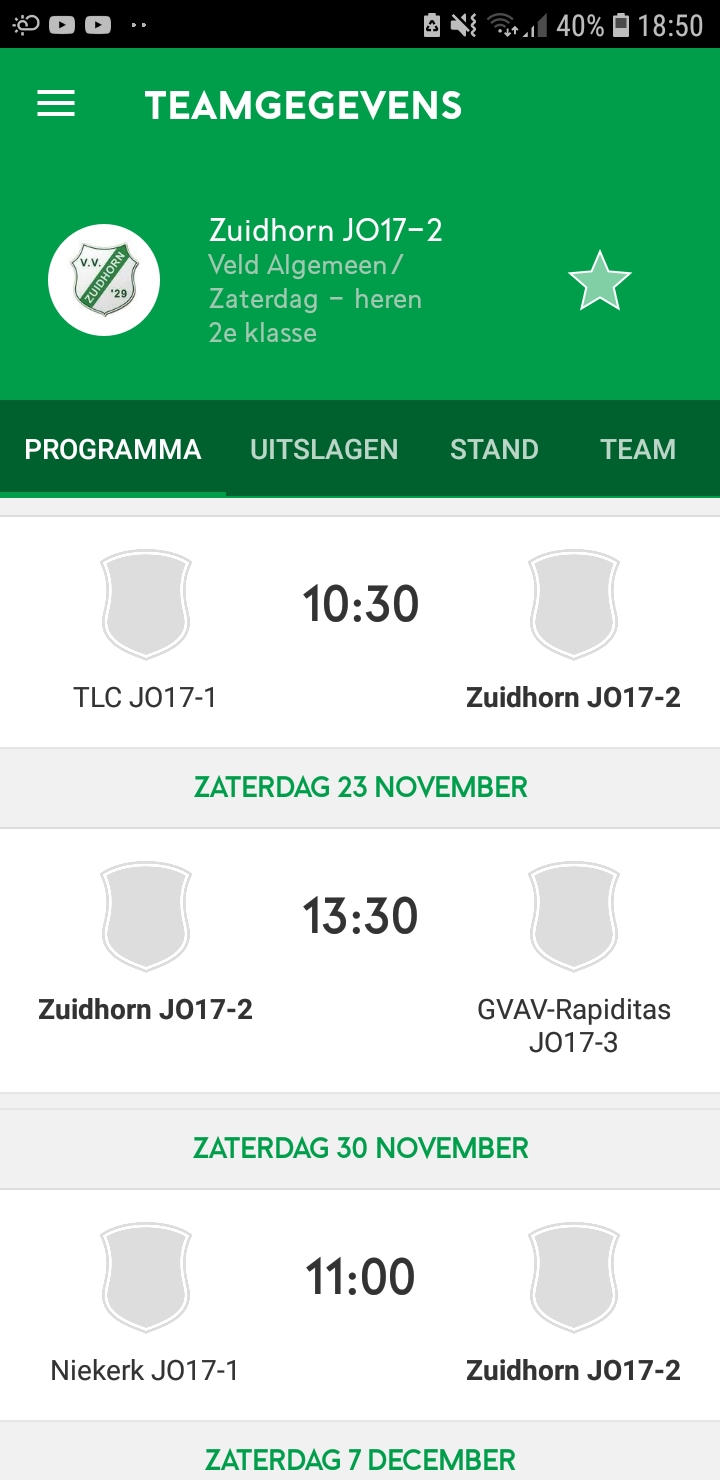 40% 18:50
TEAMGEGEVENS
V.V.
ZUIDHORN
'29
Zuidhorn JO17-2
Veld Algemeen/
Zaterdag - heren
2e klasse
PROGRAMMA UITSLAGEN STAND TEAM
10:30
TLC JO17-1 Zuidhorn JO17-2
ZATERDAG 23 NOVEMBER
13:30
Zuidhorn JO17-2 GVAV-Rapiditas
JO17-3
ZATERDAG 30 NOVEMBER
11:00
Niekerk JO17-1 Zuidhorn JO17-2
ZATERDAG 7 DECEMBER